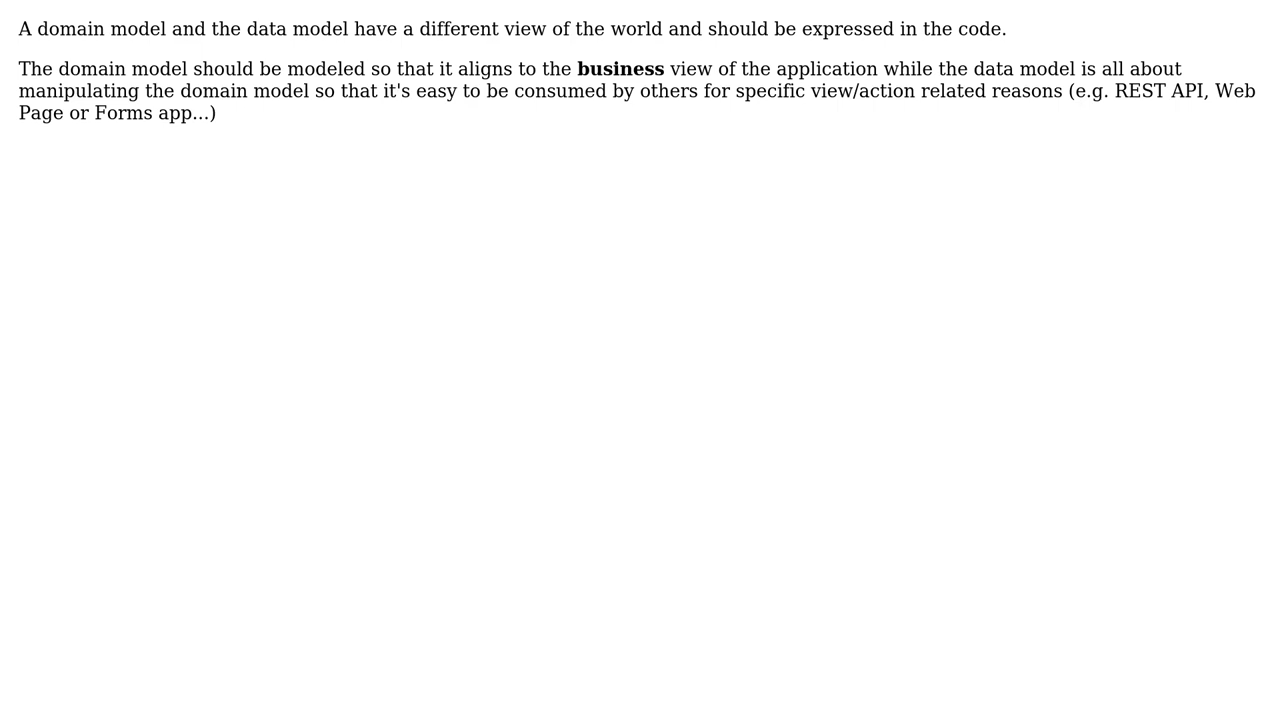 A domain model and the data model have a different view of the world and should be expressed in the code.
The domain model should be modeled so that it aligns to the business view of the application while the data model is all about
manipulating the domain model so that it's easy to be consumed by others for specific view/action related reasons (e.g. REST API, Web
Page or Forms app...)